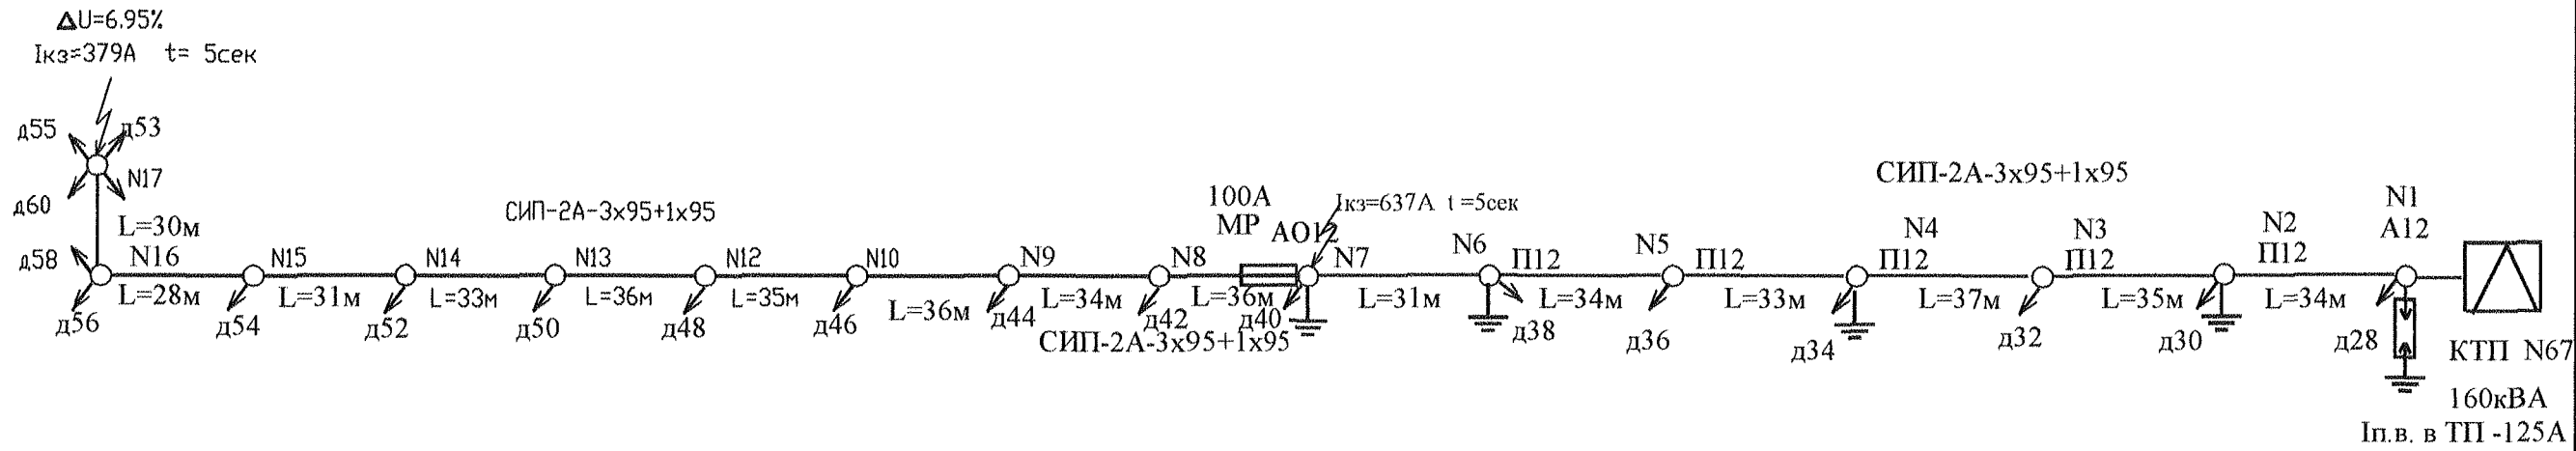 ΔU=6.95%
Iкз=379А t= 5сек
д55
д53
N17
д60
L=30м
д58
N16
L=28м
д56
N15
L=31м
д54
СИП-2А-3х95+1х95
N14
L=33м
д52
N13
L=36м
д50
N12
L=35м
д48
N10
L=36м
д46
N9
L=34м
д44
N8
L=36м
д42
СИП-2А-3х95+1х95
100А
МР
АО12
Iкз=637А t =5сек
N7
L=31м
д40
N6
П12
L=34м
д38
N5
П12
L=33м
д36
СИП-2А-3х95+1х95
N4
П12
L=37м
д34
N3
П12
L=35м
д32
N2
П12
L=34м
д30
N1
А12
д28
КТП N67
160кВА
Iп.в. в ТП -125А